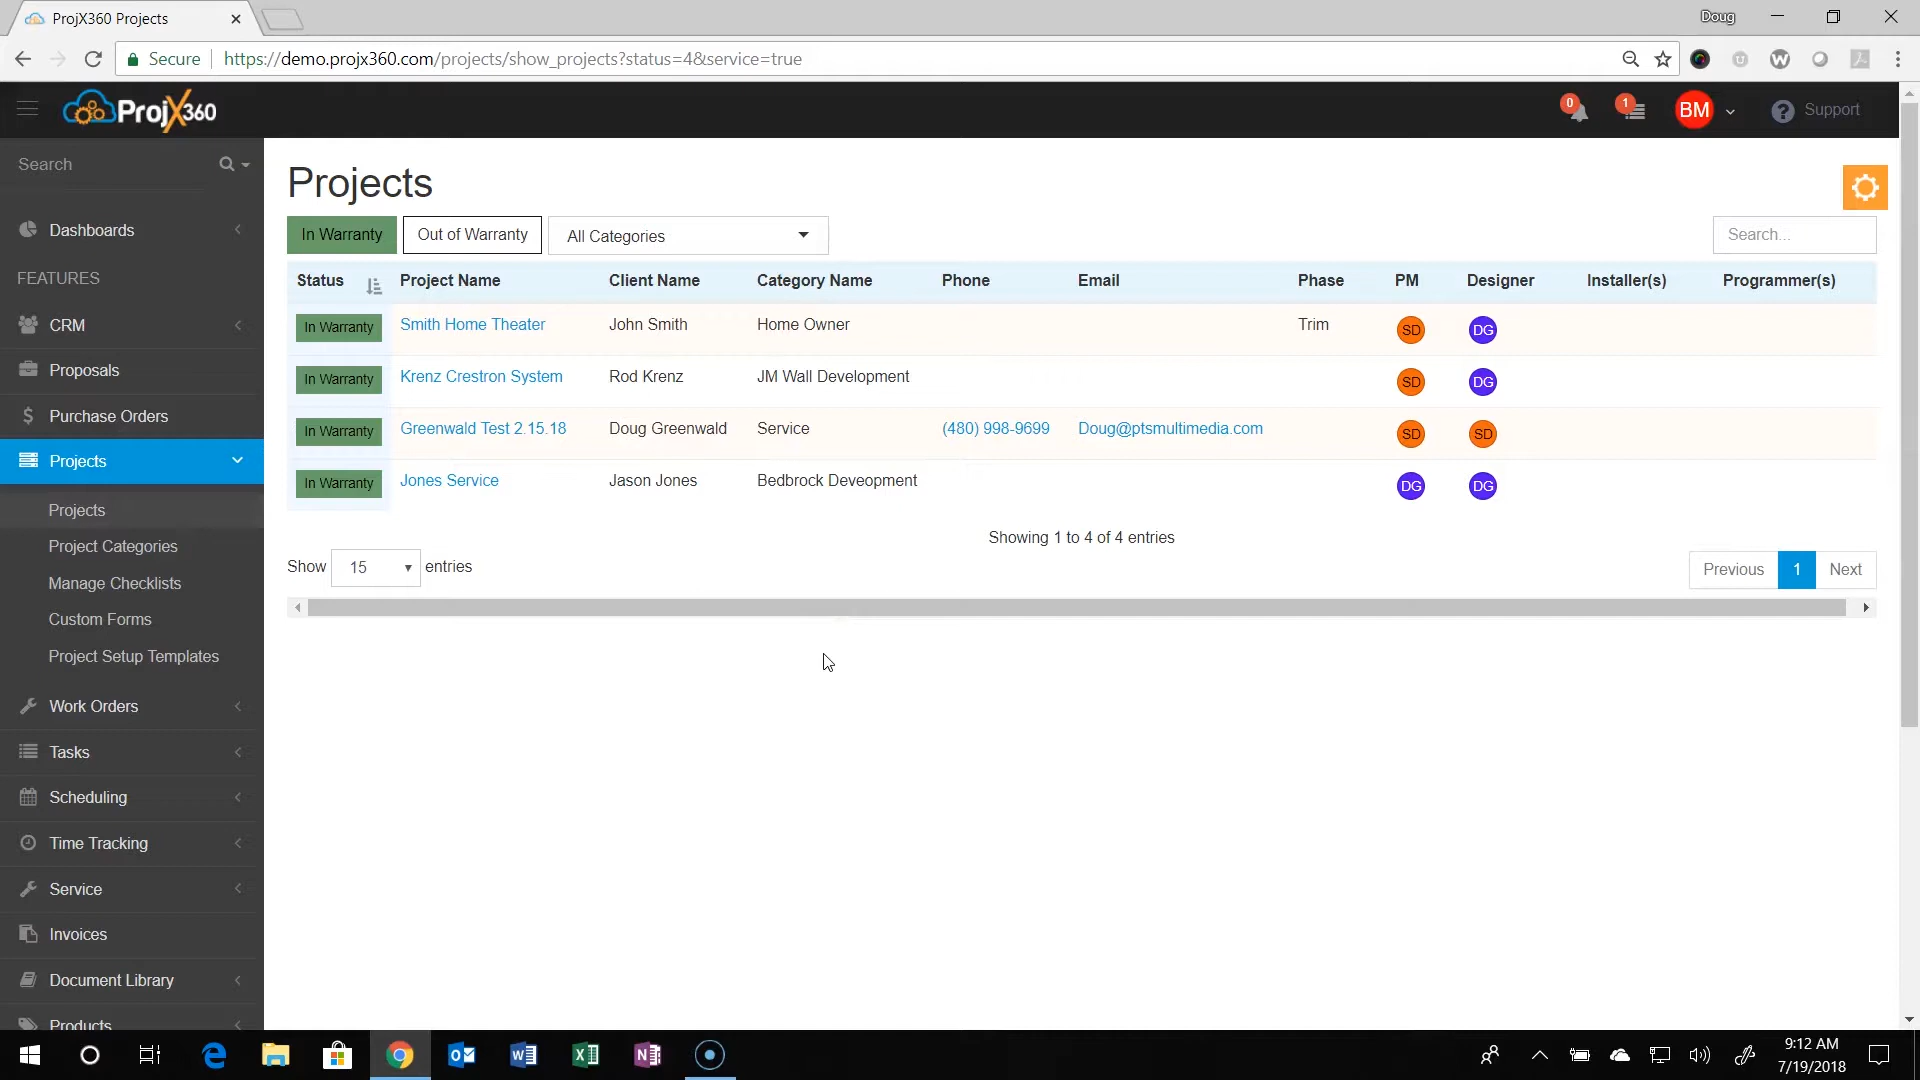 ProjX360 Projects
Doug
Secure https://demo.projx360.com/projects/show_projects?status=4&service=true
ProjX360
0
1
BM
Support
Search
Dashboards
FEATURES
CRM
Proposals
Purchase Orders
Projects
Projects
Project Categories
Manage Checklists
Custom Forms
Project Setup Templates
Work Orders
Tasks
Scheduling
Time Tracking
Service
Invoices
Document Library
Products
Projects
In Warranty Out of Warranty All Categories Search...
Status Project Name Client Name Category Name Phone Email Phase PM Designer Installer(s) Programmer(s)
In Warranty Smith Home Theater John Smith Home Owner Trim SD DG
In Warranty Krenz Crestron System Rod Krenz JM Wall Development SD DG
In Warranty Greenwald Test 2.15.18 Doug Greenwald Service (480) 998-9699 Doug@ptsmultimedia.com SD SD
In Warranty Jones Service Jason Jones Bedbrock Deveopment DG DG
Showing 1 to 4 of 4 entries
Show 15 entries
Previous 1 Next
9:12 AM
7/19/2018